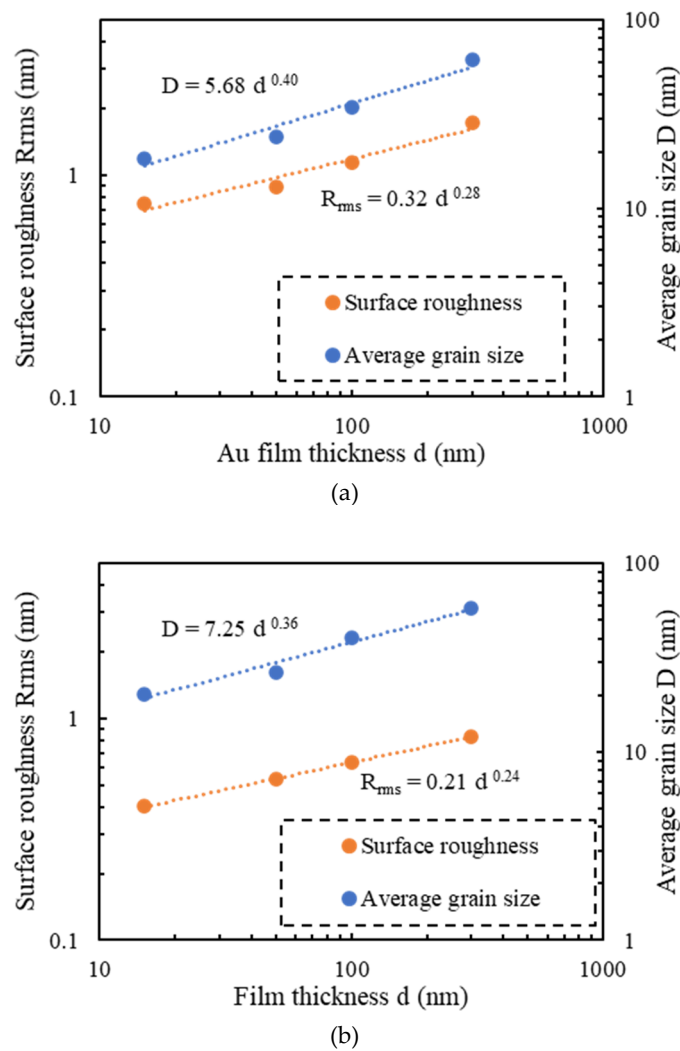 Surface roughness Rrms (nm)
1
0.1
D = 5.68 d^0.40
R_rms = 0.32 d^0.28
Surface roughness
Average grain size
100
10
1
Average grain size D (nm)
10
100
1000
Au film thickness d (nm)
(a)
Surface roughness Rrms (nm)
1
0.1
D = 7.25 d^0.36
R_rms = 0.21 d^0.24
Surface roughness
Average grain size
100
10
1
Average grain size D (nm)
10
100
1000
Film thickness d (nm)
(b)